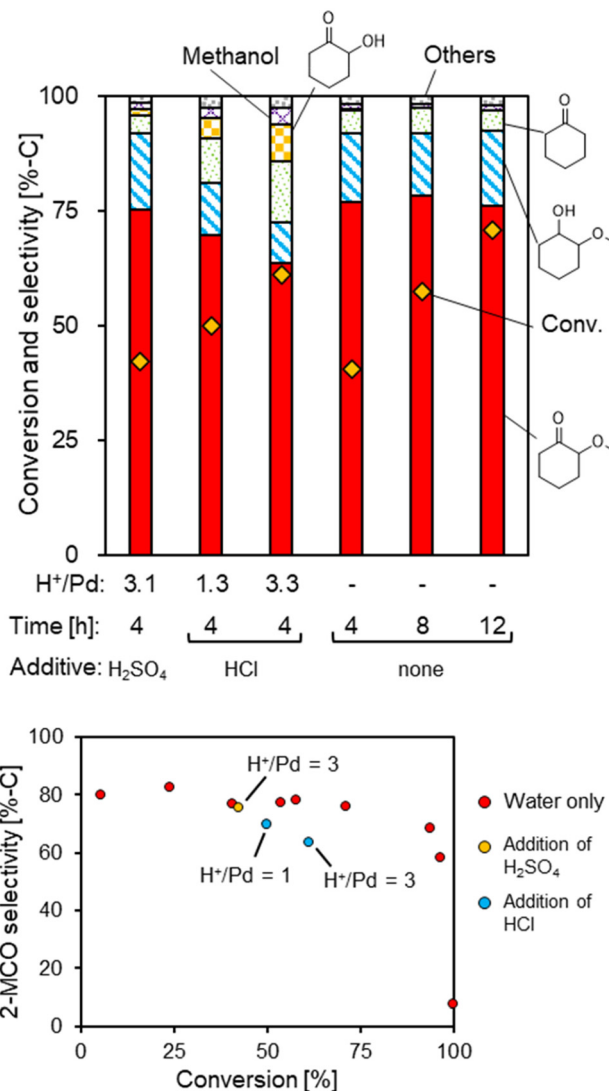 O
OH
Methanol
Others
100
75
50
25
0
Conversion and selectivity [%-C]
O
OH
O
Conv.
O
O
H⁺/Pd: 3.1 1.3 3.3 - - -
Time [h]: 4 4 4 4 8 12
Additive: H₂SO₄ HCl none
100
80
60
40
20
0
2-MCO selectivity [%-C]
H⁺/Pd = 3
H⁺/Pd = 1
H⁺/Pd = 3
Water only
Addition of
H₂SO₄
Addition of
HCl
0 25 50 75 100
Conversion [%]